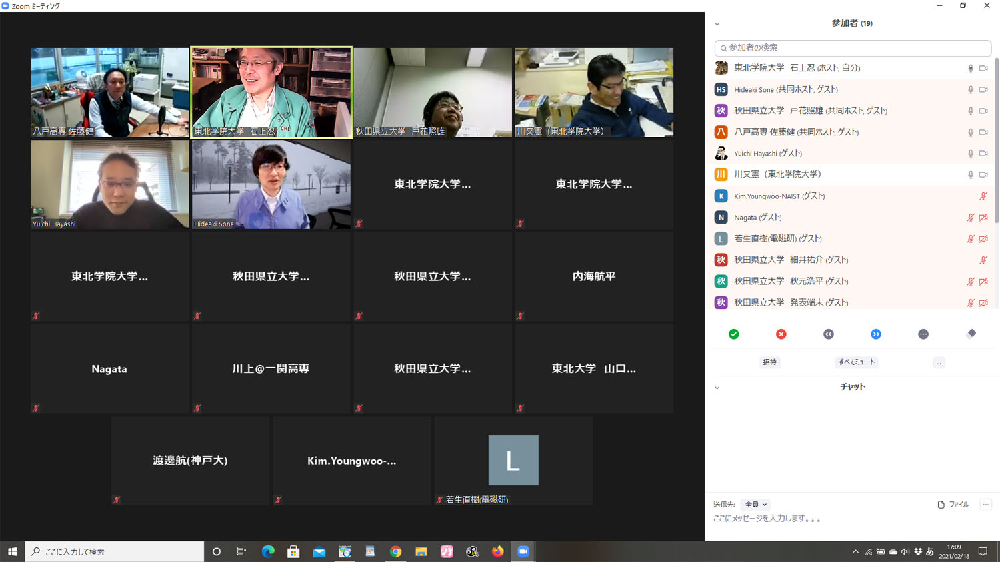 Zoom ミーティング
八戸高専 佐藤健
東北学院大学 石上忍
CRL
秋田県立大学 戸花照雄
川又憲（東北学院大学）
Yuichi Hayashi
Hideaki Sone
東北学院大学...
東北学院大学...
東北学院大学...
秋田県立大学...
秋田県立大学...
内海航平
Nagata
川上@一関高専
秋田県立大学...
東北大学 山口...
渡邊航(神戸大)
Kim.Youngwoo-...
L
若生直樹(電磁研)
参加者 (19)
参加者の検索
東北学院大学 石上忍 (ホスト, 自分)
HS Hideaki Sone (共同ホスト, ゲスト)
秋 秋田県立大学 戸花照雄 (共同ホスト, ゲスト)
八 八戸高専 佐藤健 (共同ホスト, ゲスト)
Yuichi Hayashi (ゲスト)
川 川又憲（東北学院大学）
K Kim.Youngwoo-NAIST (ゲスト)
N Nagata (ゲスト)
L 若生直樹(電磁研) (ゲスト)
秋 秋田県立大学 細井祐介 (ゲスト)
秋 秋田県立大学 秋元浩平 (ゲスト)
秋 秋田県立大学 発表端末 (ゲスト)
招待 すべてミュート ...
チャット
送信先: 全員 ファイル
ここにメッセージを入力します。。。
ここに入力して検索
あ
17:09
2021/02/18